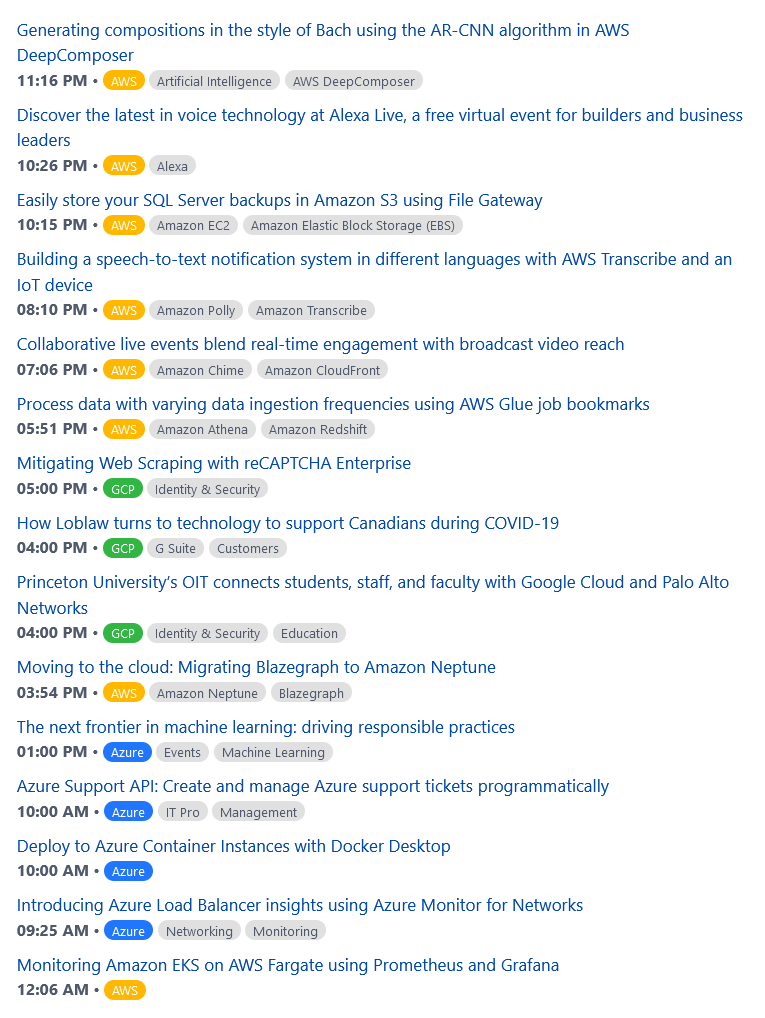 Generating compositions in the style of Bach using the AR-CNN algorithm in AWS
DeepComposer
11:16 PM • AWS Artificial Intelligence AWS DeepComposer
Discover the latest in voice technology at Alexa Live, a free virtual event for builders and business
leaders
10:26 PM • AWS Alexa
Easily store your SQL Server backups in Amazon S3 using File Gateway
10:15 PM • AWS Amazon EC2 Amazon Elastic Block Storage (EBS)
Building a speech-to-text notification system in different languages with AWS Transcribe and an
IoT device
08:10 PM • AWS Amazon Polly Amazon Transcribe
Collaborative live events blend real-time engagement with broadcast video reach
07:06 PM • AWS Amazon Chime Amazon CloudFront
Process data with varying data ingestion frequencies using AWS Glue job bookmarks
05:51 PM • AWS Amazon Athena Amazon Redshift
Mitigating Web Scraping with reCAPTCHA Enterprise
05:00 PM • GCP Identity & Security
How Loblaw turns to technology to support Canadians during COVID-19
04:00 PM • GCP G Suite Customers
Princeton University’s OIT connects students, staff, and faculty with Google Cloud and Palo Alto
Networks
04:00 PM • GCP Identity & Security Education
Moving to the cloud: Migrating Blazegraph to Amazon Neptune
03:54 PM • AWS Amazon Neptune Blazegraph
The next frontier in machine learning: driving responsible practices
01:00 PM • Azure Events Machine Learning
Azure Support API: Create and manage Azure support tickets programmatically
10:00 AM • Azure IT Pro Management
Deploy to Azure Container Instances with Docker Desktop
10:00 AM • Azure
Introducing Azure Load Balancer insights using Azure Monitor for Networks
09:25 AM • Azure Networking Monitoring
Monitoring Amazon EKS on AWS Fargate using Prometheus and Grafana
12:06 AM • AWS